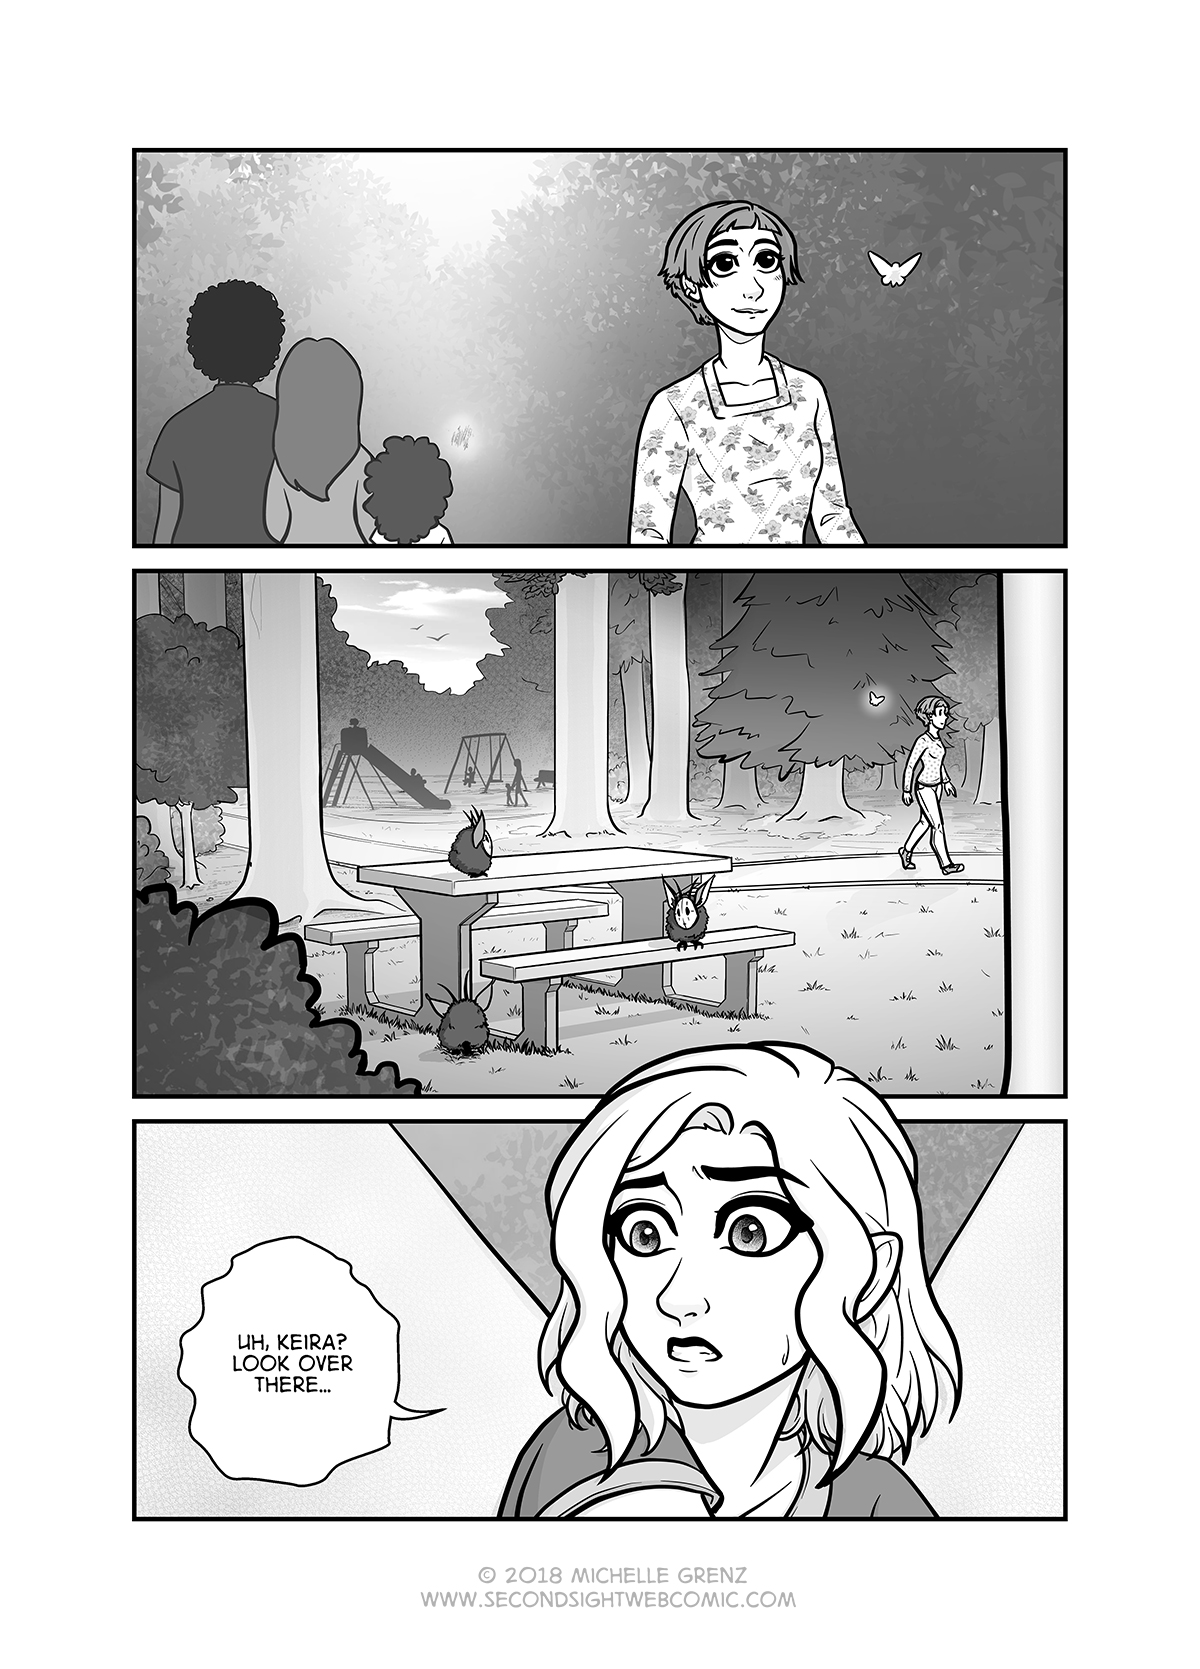 UH, KEIRA?
LOOK OVER
THERE...
© 2018 MICHELLE GRENZ
WWW.SECONDSIGHTWEBCOMIC.COM